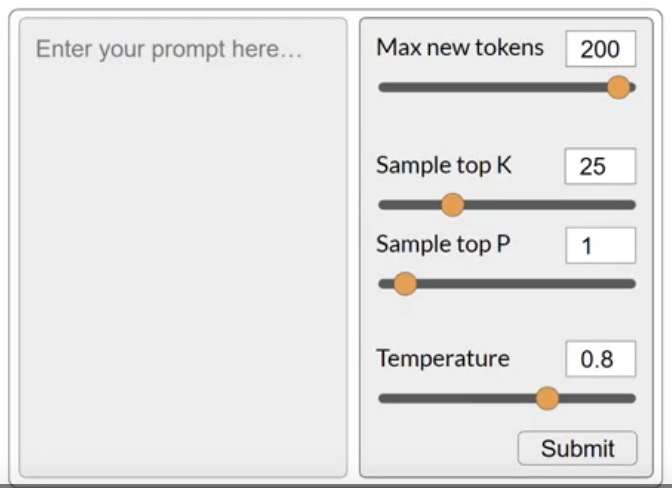 Enter your prompt here...
Max new tokens 200
Sample top K 25
Sample top P 1
Temperature 0.8
Submit